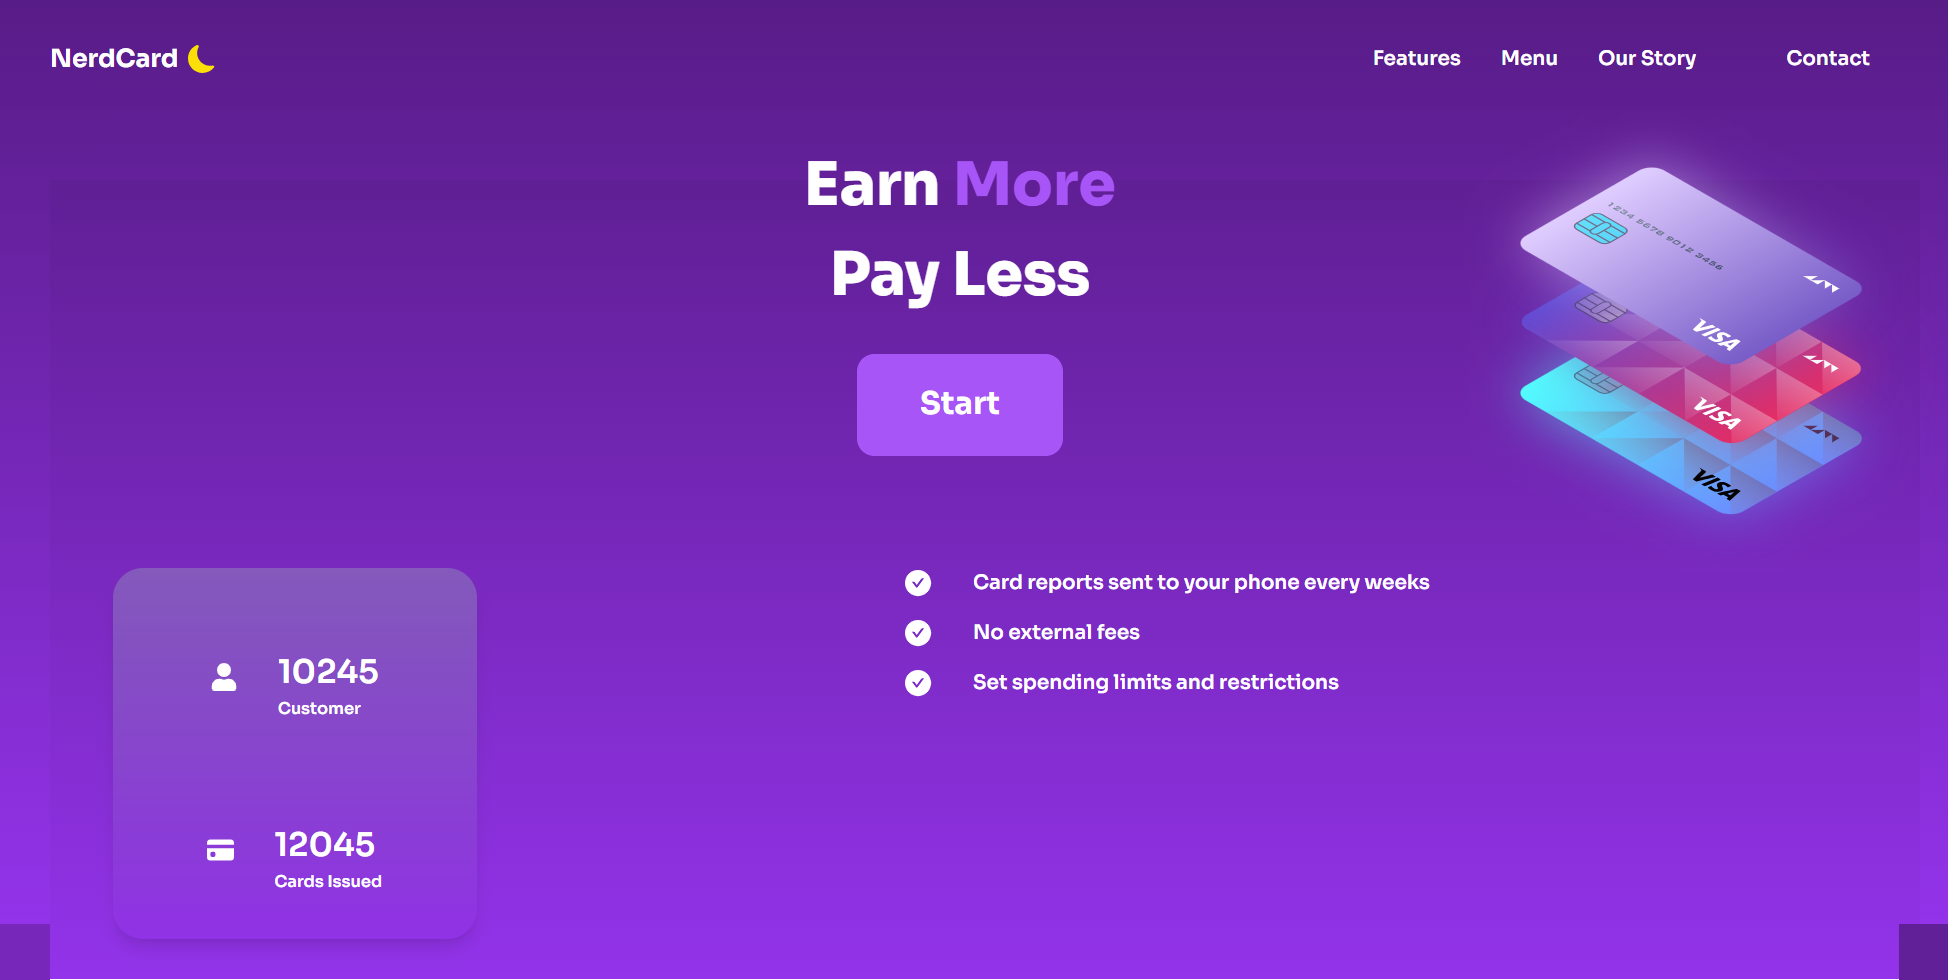 NerdCard
Features Menu Our Story Contact
Earn More
Pay Less
Start
1234 5678 9012 3456
VISA
VISA
VISA
Card reports sent to your phone every weeks
No external fees
Set spending limits and restrictions
10245
Customer
12045
Cards Issued